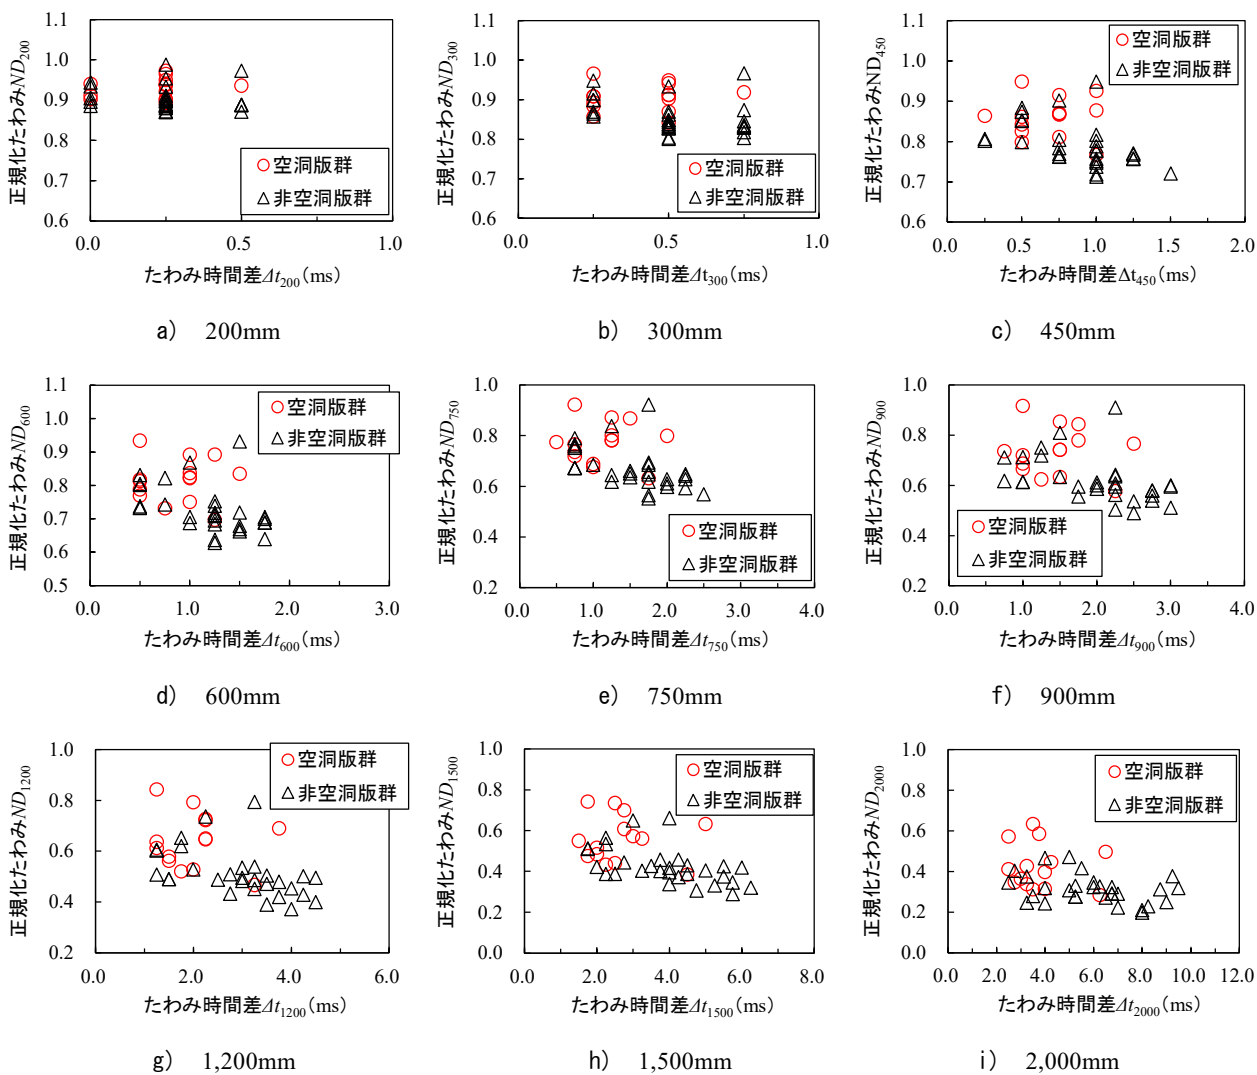 正規化たわみND200
1.1
1.0
0.9
0.8
0.7
0.6
0.0
0.5
1.0
空洞版群
非空洞版群
たわみ時間差Δt200(ms)
a) 200mm
正規化たわみND300
1.1
1.0
0.9
0.8
0.7
0.6
0.0
0.5
1.0
空洞版群
非空洞版群
たわみ時間差Δt300(ms)
b) 300mm
正規化たわみND450
1.1
1.0
0.9
0.8
0.7
0.6
0.0
0.5
1.0
1.5
2.0
空洞版群
非空洞版群
たわみ時間差Δt450(ms)
c) 450mm
正規化たわみND600
1.1
1.0
0.9
0.8
0.7
0.6
0.5
0.0
1.0
2.0
3.0
空洞版群
非空洞版群
たわみ時間差Δt600(ms)
d) 600mm
正規化たわみND750
1.0
0.8
0.6
0.4
0.2
0.0
1.0
2.0
3.0
4.0
空洞版群
非空洞版群
たわみ時間差Δt750(ms)
e) 750mm
正規化たわみND900
1.0
0.8
0.6
0.4
0.2
0.0
1.0
2.0
3.0
4.0
空洞版群
非空洞版群
たわみ時間差Δt900(ms)
f) 900mm
正規化たわみND1200
1.0
0.8
0.6
0.4
0.2
0.0
2.0
4.0
6.0
空洞版群
非空洞版群
たわみ時間差Δt1200(ms)
g) 1,200mm
正規化たわみND1500
1.0
0.8
0.6
0.4
0.2
0.0
0.0
2.0
4.0
6.0
8.0
空洞版群
非空洞版群
たわみ時間差Δt1500(ms)
h) 1,500mm
正規化たわみND2000
1.0
0.8
0.6
0.4
0.2
0.0
0.0
2.0
4.0
6.0
8.0
10.0
12.0
空洞版群
非空洞版群
たわみ時間差Δt2000(ms)
i) 2,000mm